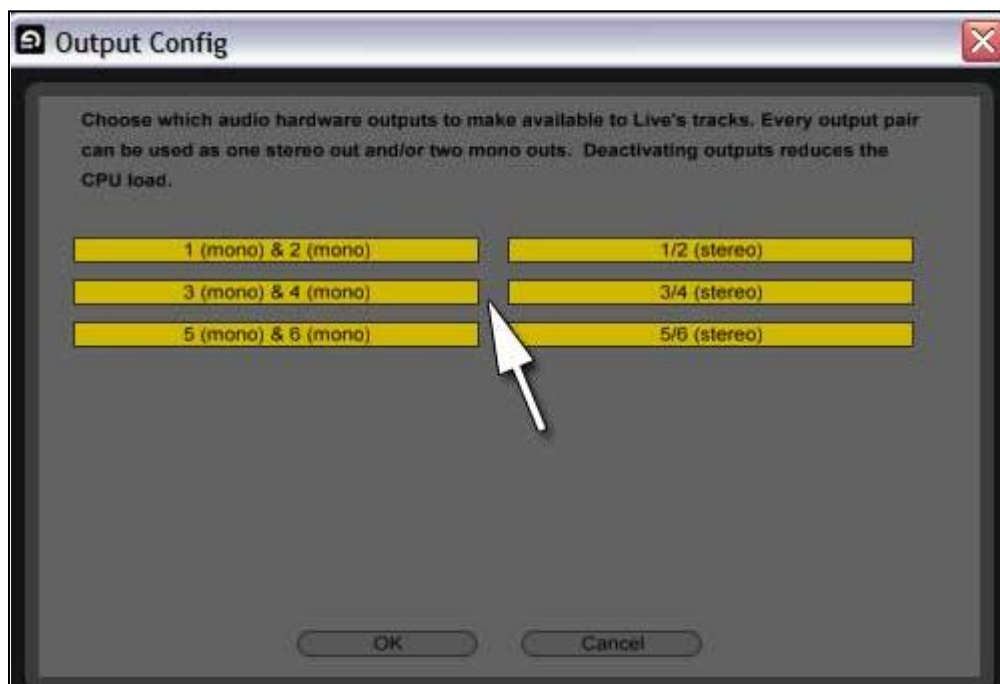 Output Config
Choose which audio hardware outputs to make available to Live's tracks. Every output pair
can be used as one stereo out and/or two mono outs.  Deactivating outputs reduces the
CPU load.
1 (mono) & 2 (mono)
1/2 (stereo)
3 (mono) & 4 (mono)
3/4 (stereo)
5 (mono) & 6 (mono)
5/6 (stereo)
OK
Cancel